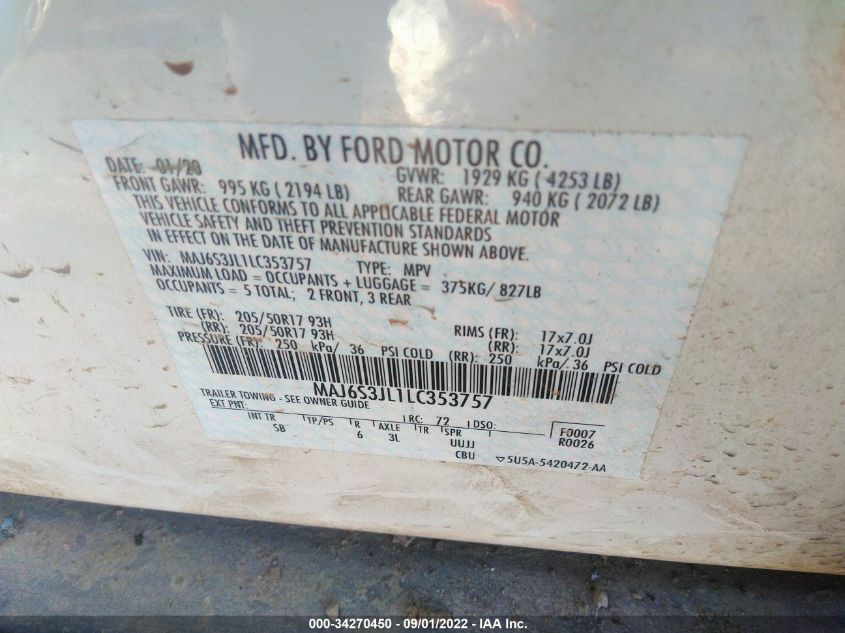 MFD. BY FORD MOTOR CO.
DATE: 01/20 GVWR: 1929 KG ( 4253 LB)
FRONT GAWR: 995 KG ( 2194 LB) REAR GAWR: 940 KG ( 2072 LB)
THIS VEHICLE CONFORMS TO ALL APPLICABLE FEDERAL MOTOR
VEHICLE SAFETY AND THEFT PREVENTION STANDARDS
IN EFFECT ON THE DATE OF MANUFACTURE SHOWN ABOVE.
VIN: MAJ6S3JL1LC353757 TYPE: MPV
MAXIMUM LOAD = OCCUPANTS + LUGGAGE = 375KG/ 827LB
OCCUPANTS = 5 TOTAL; 2 FRONT, 3 REAR
TIRE (FR): 205/50R17 93H RIMS (FR): 17x7.0J
(RR): 205/50R17 93H (RR): 17x7.0J
PRESSURE (FR): 250 kPa/ 36 PSI COLD (RR): 250 kPa/ 36 PSI COLD
MAJ6S3JL1LC353757
TRAILER TOWING - SEE OWNER GUIDE
EXT PNT: RC: 72 DSO: F0007
INT TR TP/PS R AXLE TR SPR R0026
SB 6 3L UUJJ
CBU ▽5U5A-5420472-AA
000-34270450 - 09/01/2022 - IAA Inc.